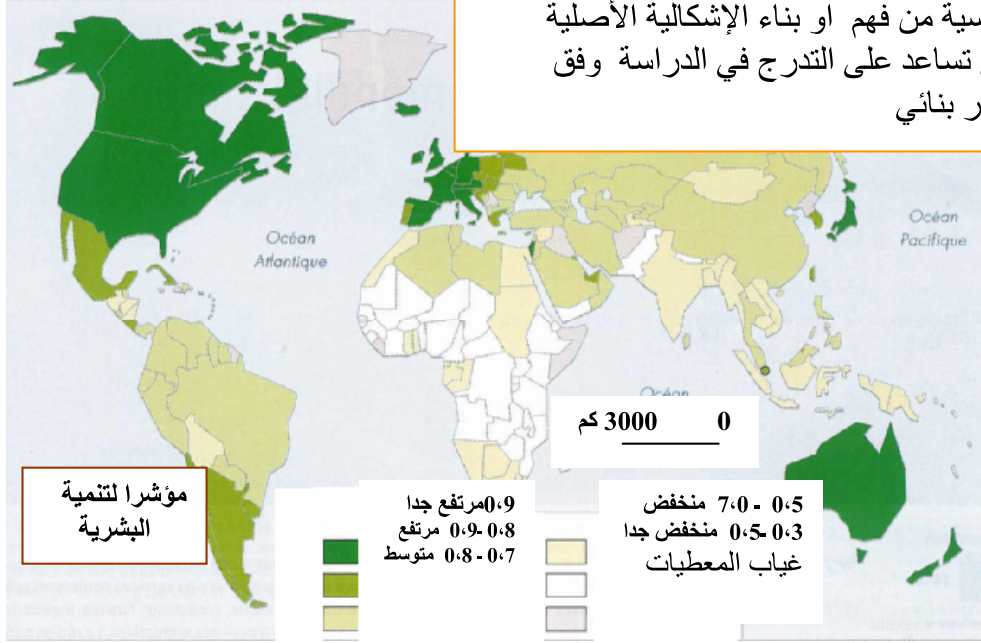 سية من فهم او بناء الإشكالية الأصلية
تساعد على التدرج في الدراسة وفق
ر بنائي
Océan
Atlantique
Océan
Pacifique
Océan
0 3000 كم
مؤشرا لتنمية
البشرية
0،9مرتفع جدا
0،8-0،9 مرتفع
0،7 - 0،8 متوسط
0،5 - 7،0 منخفض
0،3-0،5 منخفض جدا
غياب المعطيات